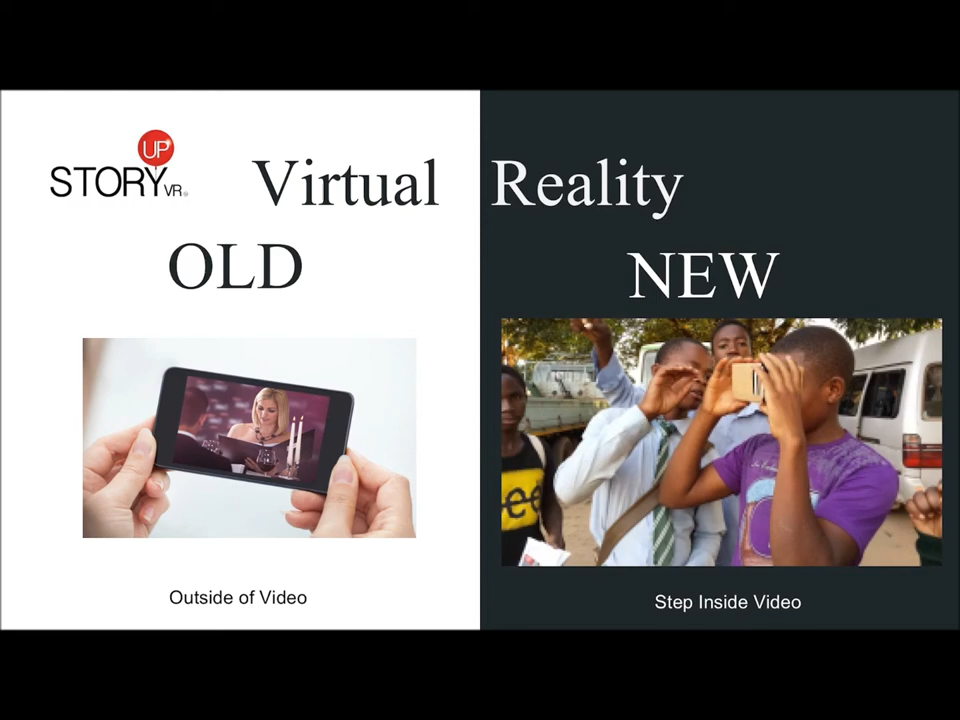 UP
STORY VR
Virtual Reality
OLD
NEW
Outside of Video
Step Inside Video